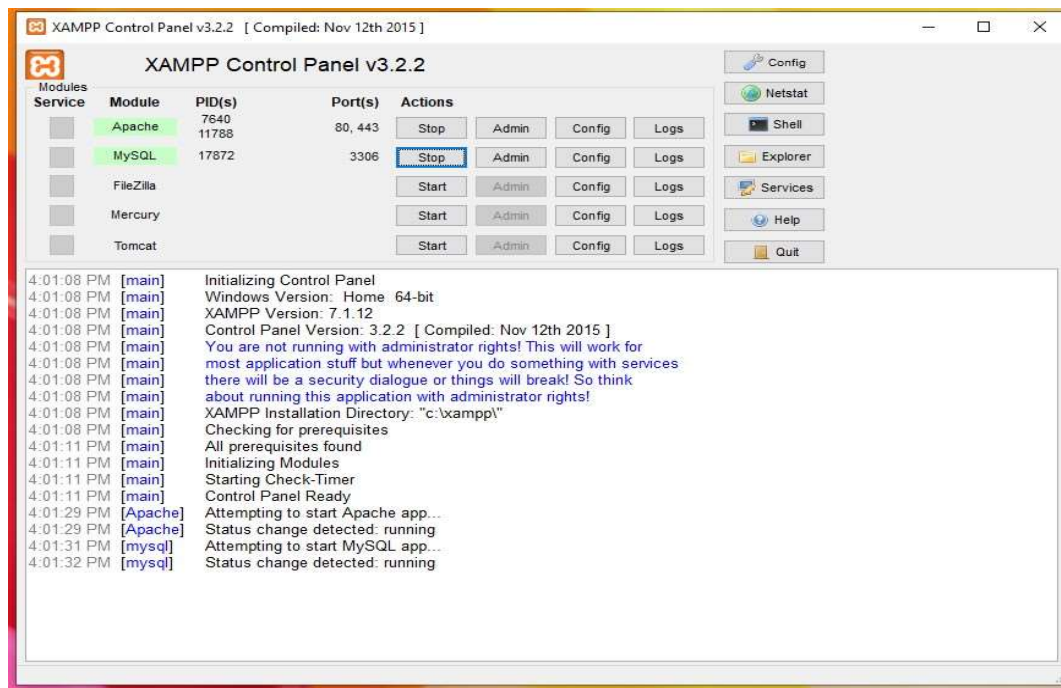 XAMPP Control Panel v3.2.2 [ Compiled: Nov 12th 2015 ]
XAMPP Control Panel v3.2.2
Config
Modules
Service Module PID(s) Port(s) Actions
Netstat
Apache 7640 11788 80, 443 Stop Admin Config Logs
Shell
MySQL 17872 3306 Stop Admin Config Logs
Explorer
FileZilla Start Admin Config Logs
Services
Mercury Start Admin Config Logs
Help
Tomcat Start Admin Config Logs
Quit
4:01:08 PM [main] Initializing Control Panel
4:01:08 PM [main] Windows Version: Home 64-bit
4:01:08 PM [main] XAMPP Version: 7.1.12
4:01:08 PM [main] Control Panel Version: 3.2.2 [ Compiled: Nov 12th 2015 ]
4:01:08 PM [main] You are not running with administrator rights! This will work for
4:01:08 PM [main] most application stuff but whenever you do something with services
4:01:08 PM [main] there will be a security dialogue or things will break! So think
4:01:08 PM [main] about running this application with administrator rights!
4:01:08 PM [main] XAMPP Installation Directory: "c:\xampp\"
4:01:08 PM [main] Checking for prerequisites
4:01:11 PM [main] All prerequisites found
4:01:11 PM [main] Initializing Modules
4:01:11 PM [main] Starting Check-Timer
4:01:11 PM [main] Control Panel Ready
4:01:29 PM [Apache] Attempting to start Apache app...
4:01:29 PM [Apache] Status change detected: running
4:01:31 PM [mysql] Attempting to start MySQL app...
4:01:32 PM [mysql] Status change detected: running